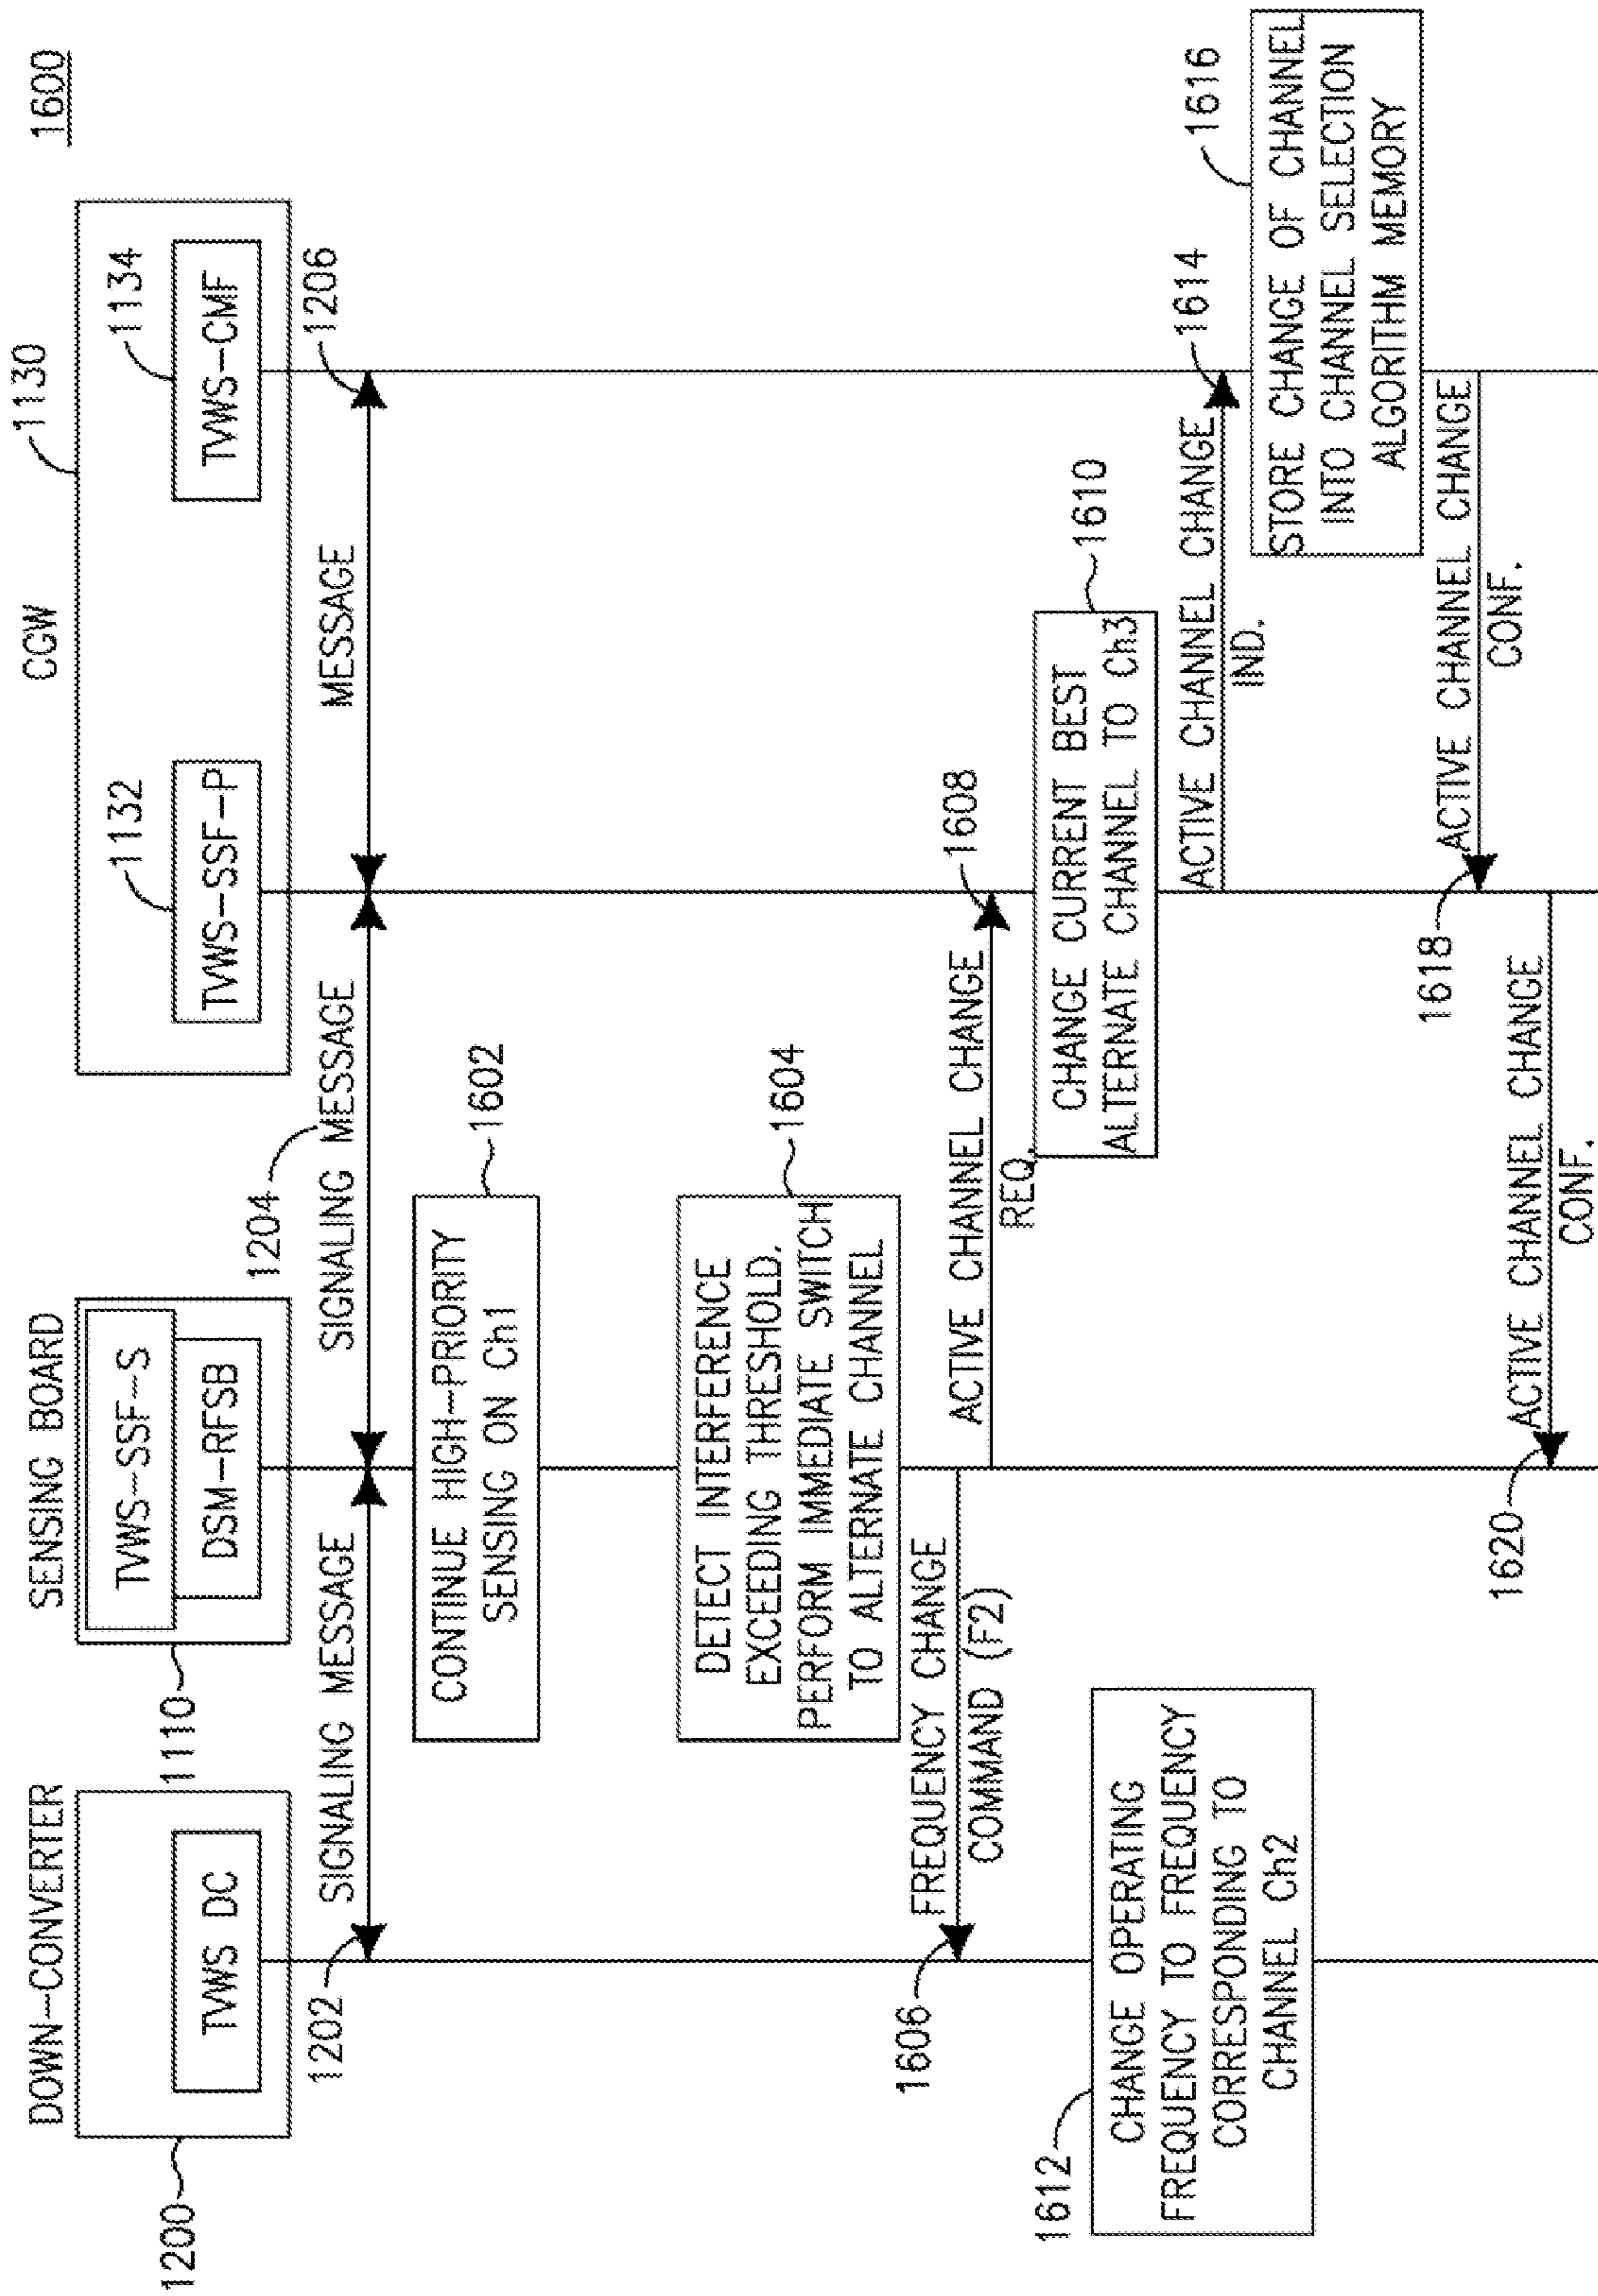 1600
DOWN-CONVERTER
SENSING BOARD
CGW
1130
1200
TVWS DC
1110
TVWS-SSF-S
DSM-RFSB
1132
TVWS-SSF-P
1134
TVWS-CMF
1202
SIGNALING MESSAGE
1204
SIGNALING MESSAGE
MESSAGE
1206
CONTINUE HIGH-PRIORITY
SENSING ON Ch1
1602
DETECT INTERFERENCE
EXCEEDING THRESHOLD.
PERFORM IMMEDIATE SWITCH
TO ALTERNATE CHANNEL
1604
1606
FREQUENCY CHANGE
COMMAND (F2)
ACTIVE CHANNEL CHANGE
REQ.
1608
CHANGE CURRENT BEST
ALTERNATE CHANNEL TO Ch3
1610
1612
CHANGE OPERATING
FREQUENCY TO FREQUENCY
CORRESPONDING TO
CHANNEL Ch2
ACTIVE CHANNEL CHANGE
IND.
1614
STORE CHANGE OF CHANNEL
INTO CHANNEL SELECTION
ALGORITHM MEMORY
1616
1618
ACTIVE CHANNEL CHANGE
CONF.
1620
ACTIVE CHANNEL CHANGE
CONF.